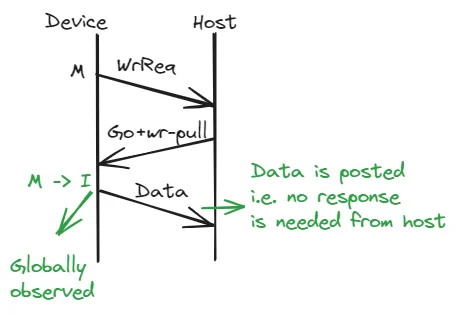 Device
Host
M
WrReq
Go+wr-pull
M -> I
Data
Data is posted
i.e. no response
is needed from host
Globally
observed